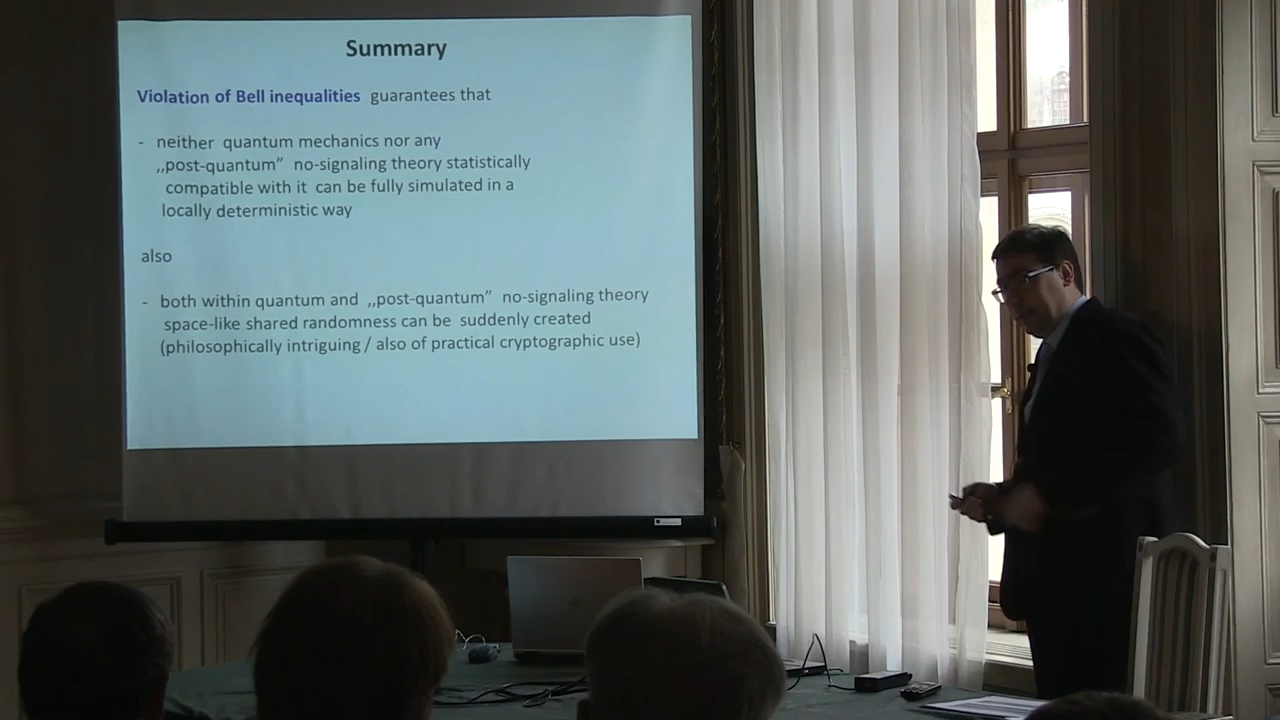 Summary
Violation of Bell inequalities guarantees that
- neither quantum mechanics nor any
„post-quantum” no-signaling theory statistically
compatible with it can be fully simulated in a
locally deterministic way
also
- both within quantum and „post-quantum” no-signaling theory
space-like shared randomness can be suddenly created
(philosophically intriguing / also of practical cryptographic use)